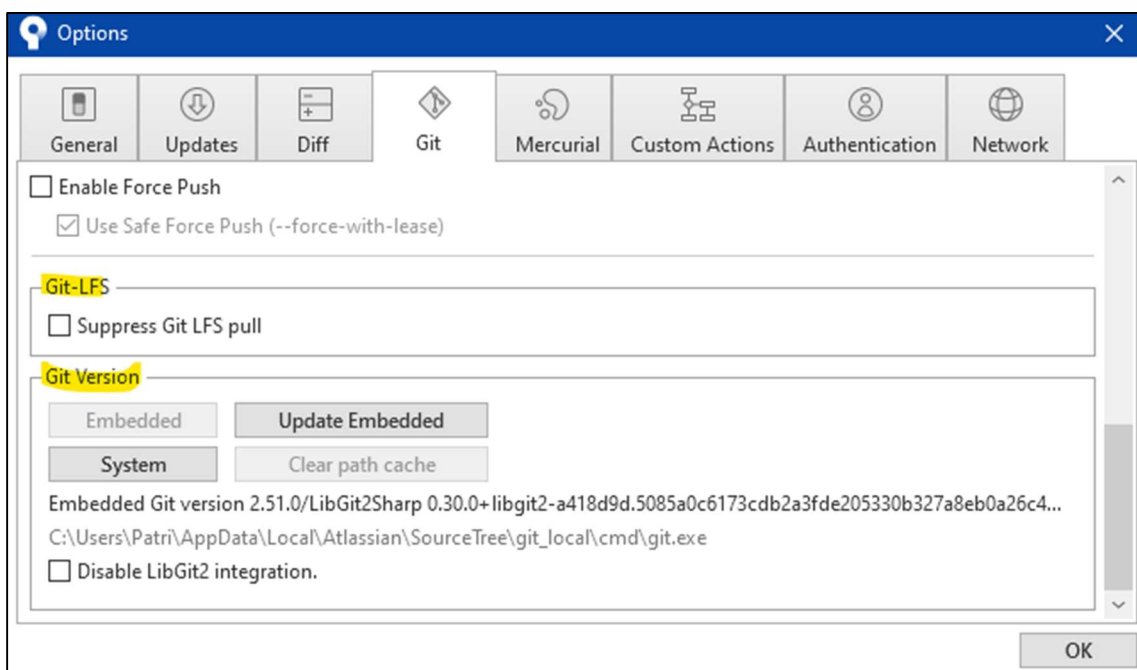 Options
General Updates Diff Git Mercurial Custom Actions Authentication Network
Enable Force Push
Use Safe Force Push (--force-with-lease)
Git-LFS
Suppress Git LFS pull
Git Version
Embedded Update Embedded
System Clear path cache
Embedded Git version 2.51.0/LibGit2Sharp 0.30.0+libgit2-a418d9d.5085a0c6173cdb2a3fde205330b327a8eb0a26c4...
C:\Users\Patri\AppData\Local\Atlassian\SourceTree\git_local\cmd\git.exe
Disable LibGit2 integration.
OK